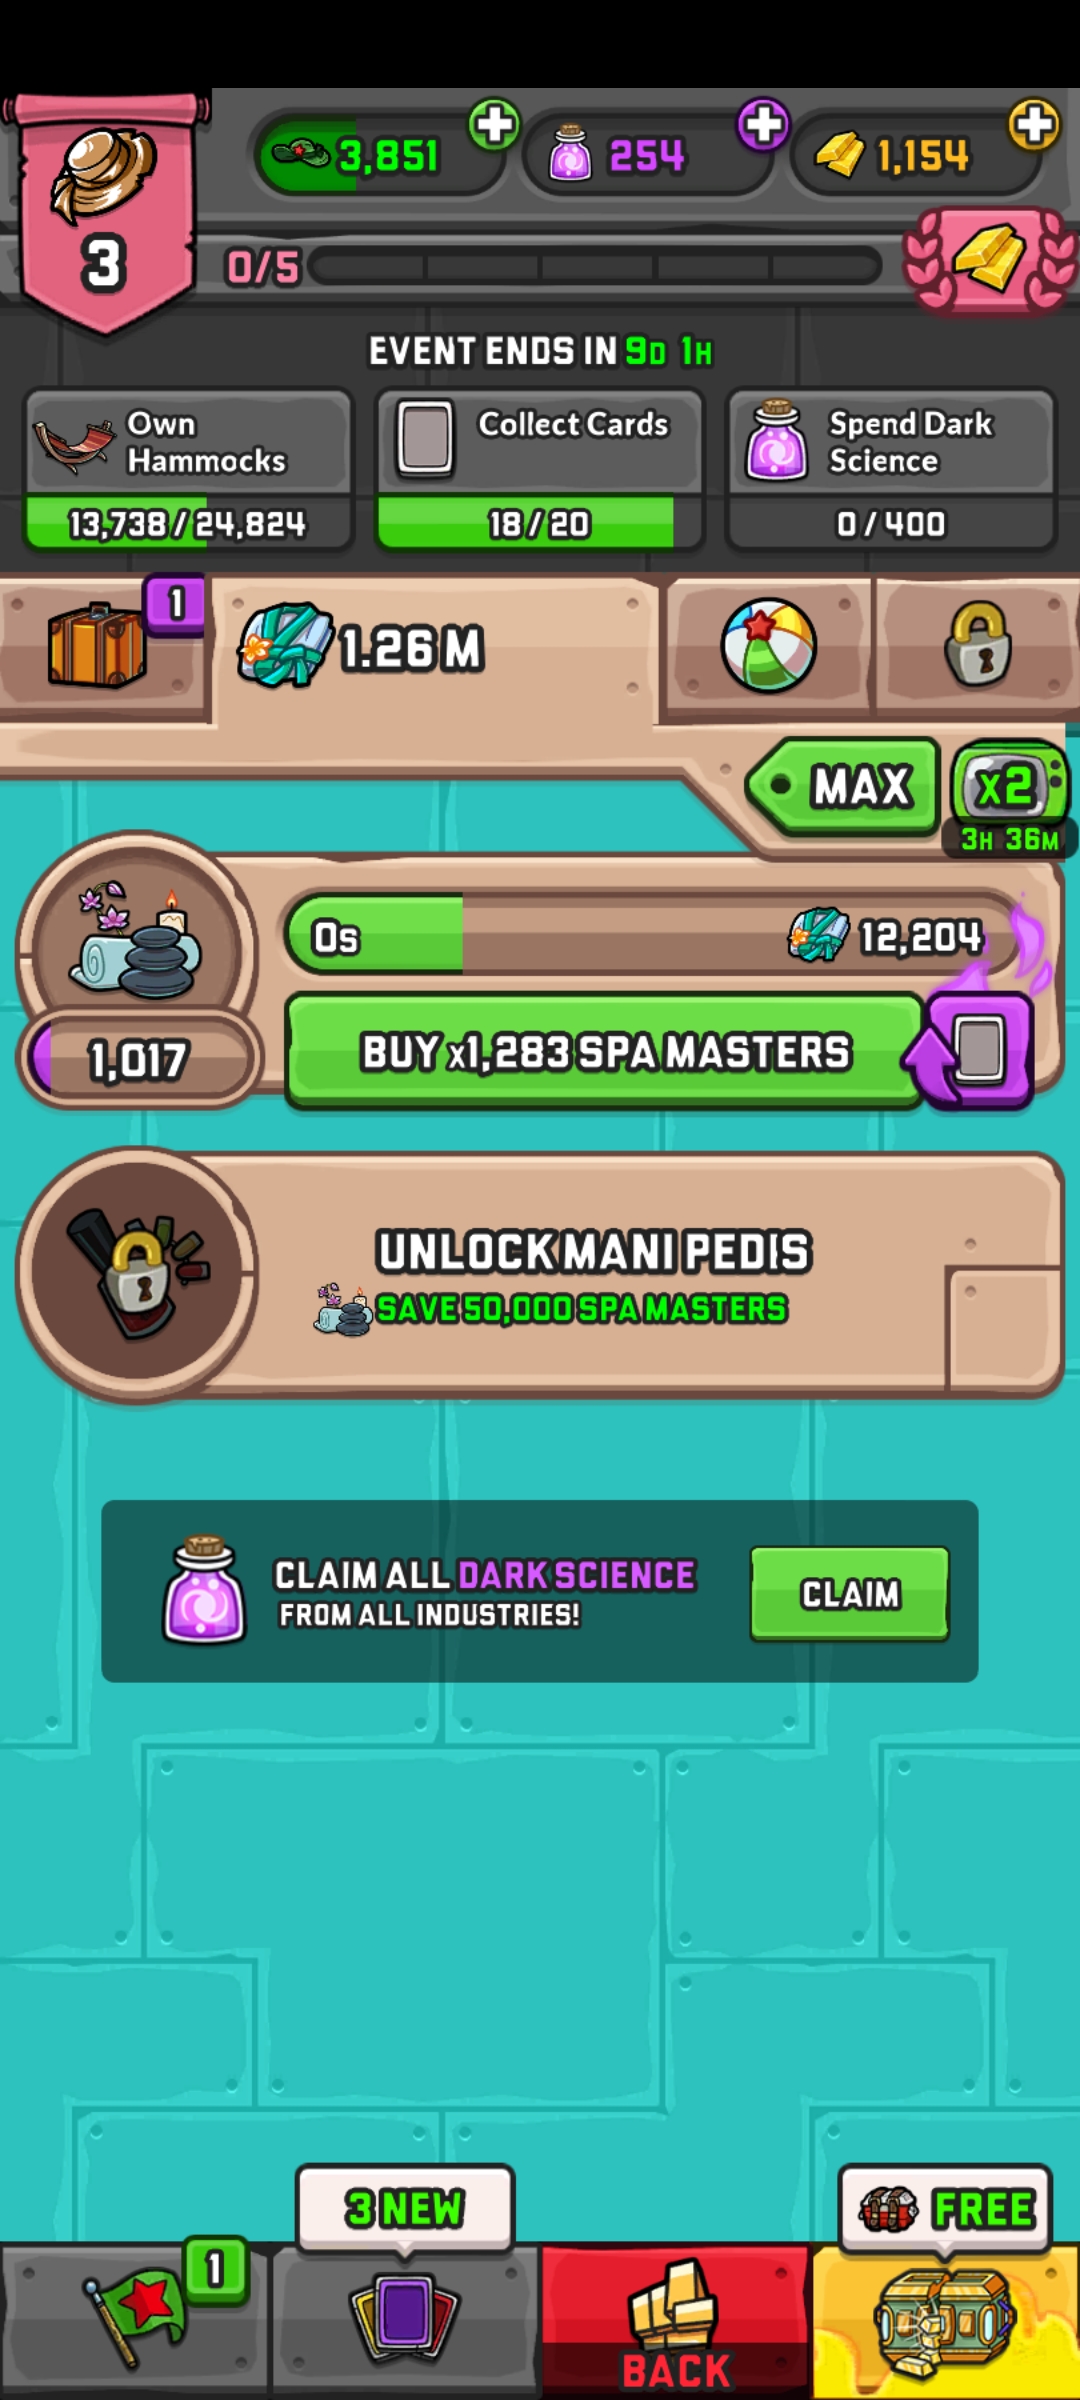 3,851
254
1,154
3
0/5
EVENT ENDS IN 9D 1H
Own
Hammocks
13,738/24,824
Collect Cards
18/20
Spend Dark
Science
0/400
1
1.26 M
MAX
x2
3H 36M
0s
12,204
1,017
BUY x1,283 SPA MASTERS
UNLOCK MANI PEDIS
SAVE 50,000 SPA MASTERS
CLAIM ALL DARK SCIENCE
FROM ALL INDUSTRIES!
CLAIM
3 NEW
FREE
1
BACK